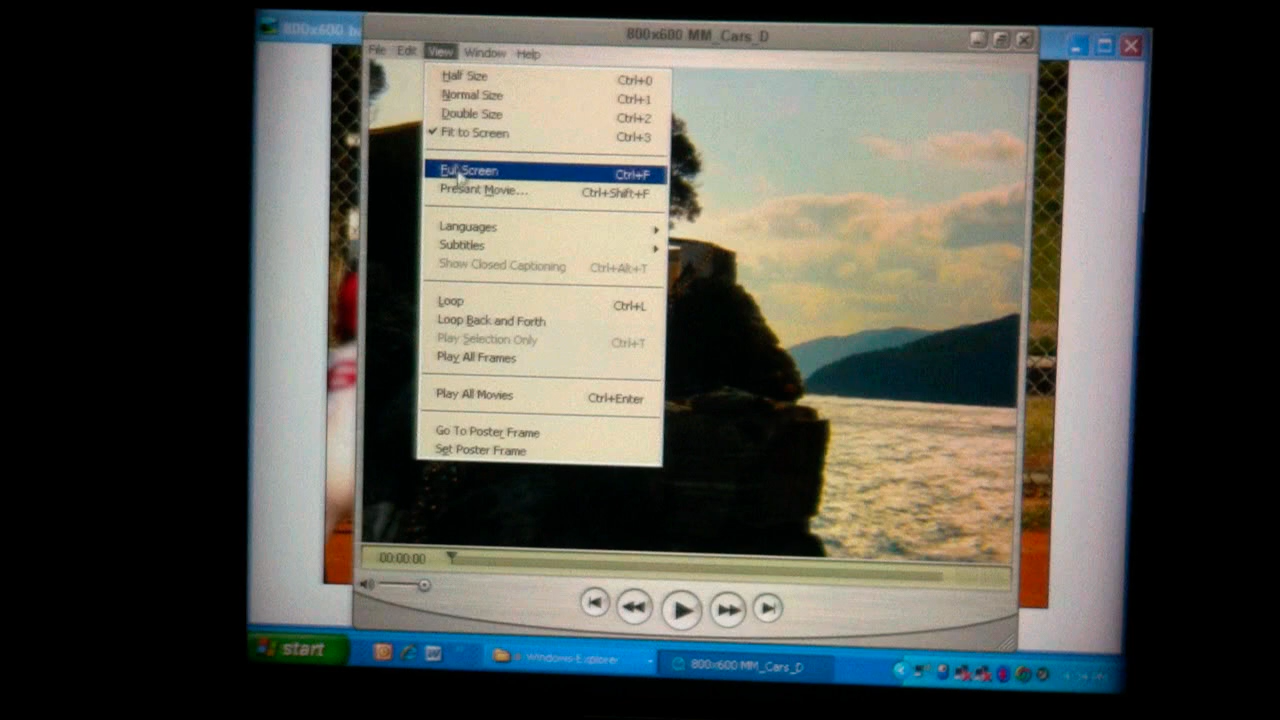 800x600
800x600 MM_Cars_D
File Edit View Window Help
Half Size Ctrl+0
Normal Size Ctrl+1
Double Size Ctrl+2
Fit to Screen Ctrl+3
Full Screen Ctrl+F
Present Movie... Ctrl+Shift+F
Languages
Subtitles
Show Closed Captioning Ctrl+Alt+T
Loop Ctrl+L
Loop Back and Forth
Play Selection Only Ctrl+T
Play All Frames
Play All Movies Ctrl+Enter
Go To Poster Frame
Set Poster Frame
00:00:00
start Windows Explorer 800x600 MM_Cars_D